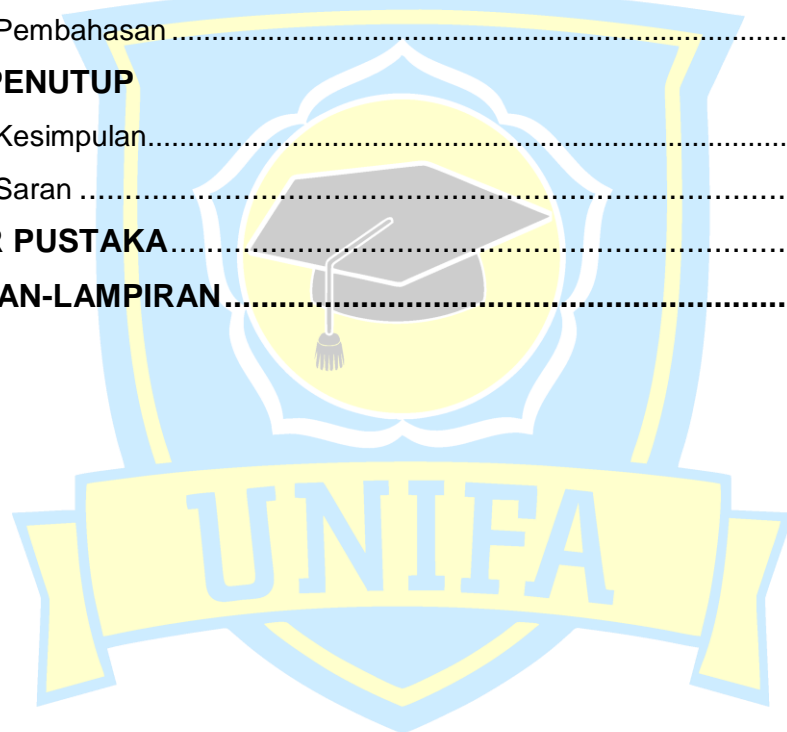 Pembahasan ................................................................................
PENUTUP
Kesimpulan................................................................................
Saran ................................................................................
R PUSTAKA................................................................................
AN-LAMPIRAN................................................................................
UNIFA